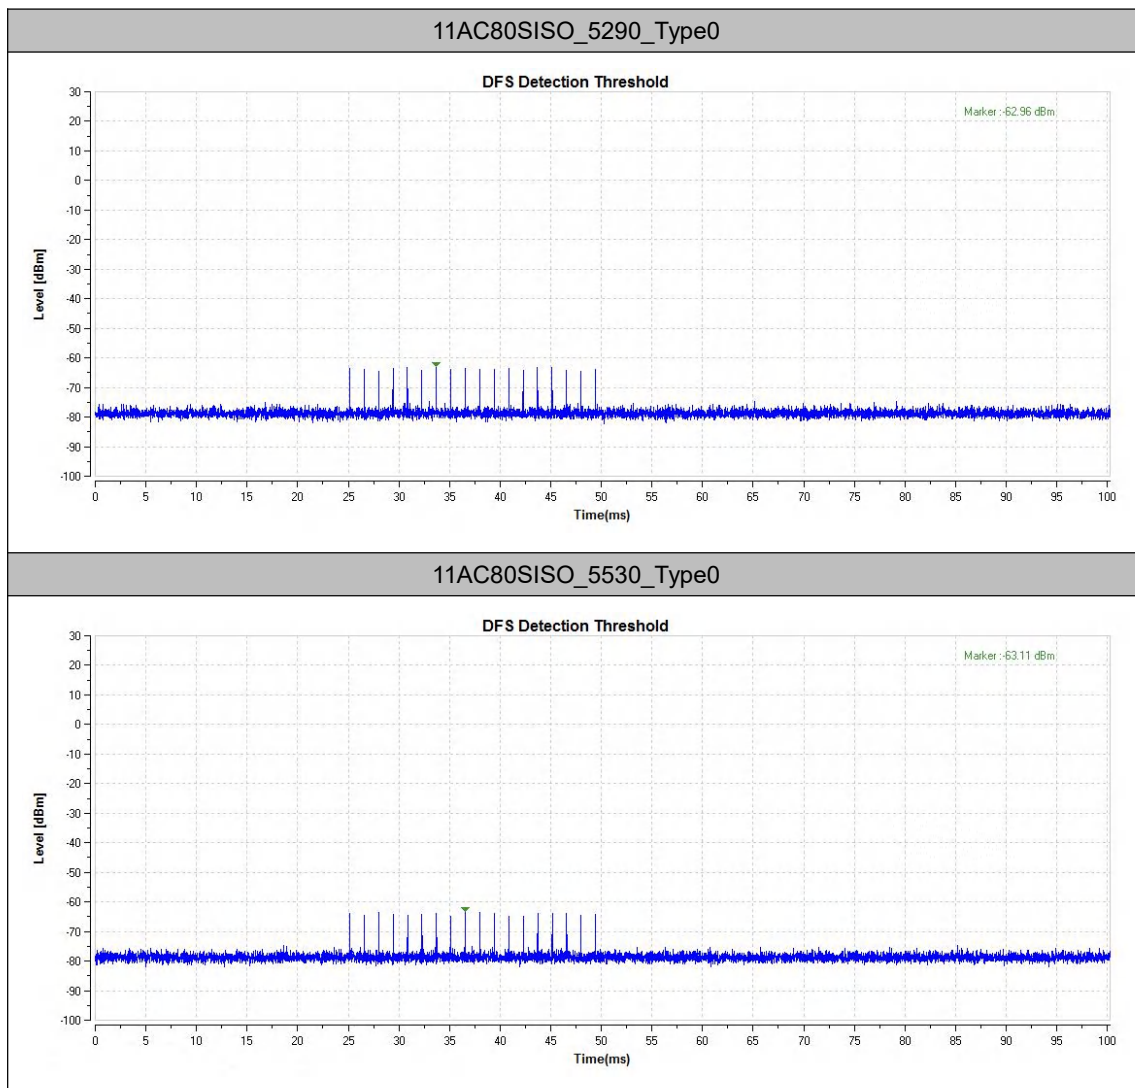 11AC80SISO_5290_Type0
DFS Detection Threshold
Marker :-62.96 dBm
30
20
10
0
-10
-20
-30
-40
-50
-60
-70
-80
-90
-100
Level [dBm]
0 5 10 15 20 25 30 35 40 45 50 55 60 65 70 75 80 85 90 95 100
Time(ms)
11AC80SISO_5530_Type0
DFS Detection Threshold
Marker :-63.11 dBm
30
20
10
0
-10
-20
-30
-40
-50
-60
-70
-80
-90
-100
Level [dBm]
0 5 10 15 20 25 30 35 40 45 50 55 60 65 70 75 80 85 90 95 100
Time(ms)